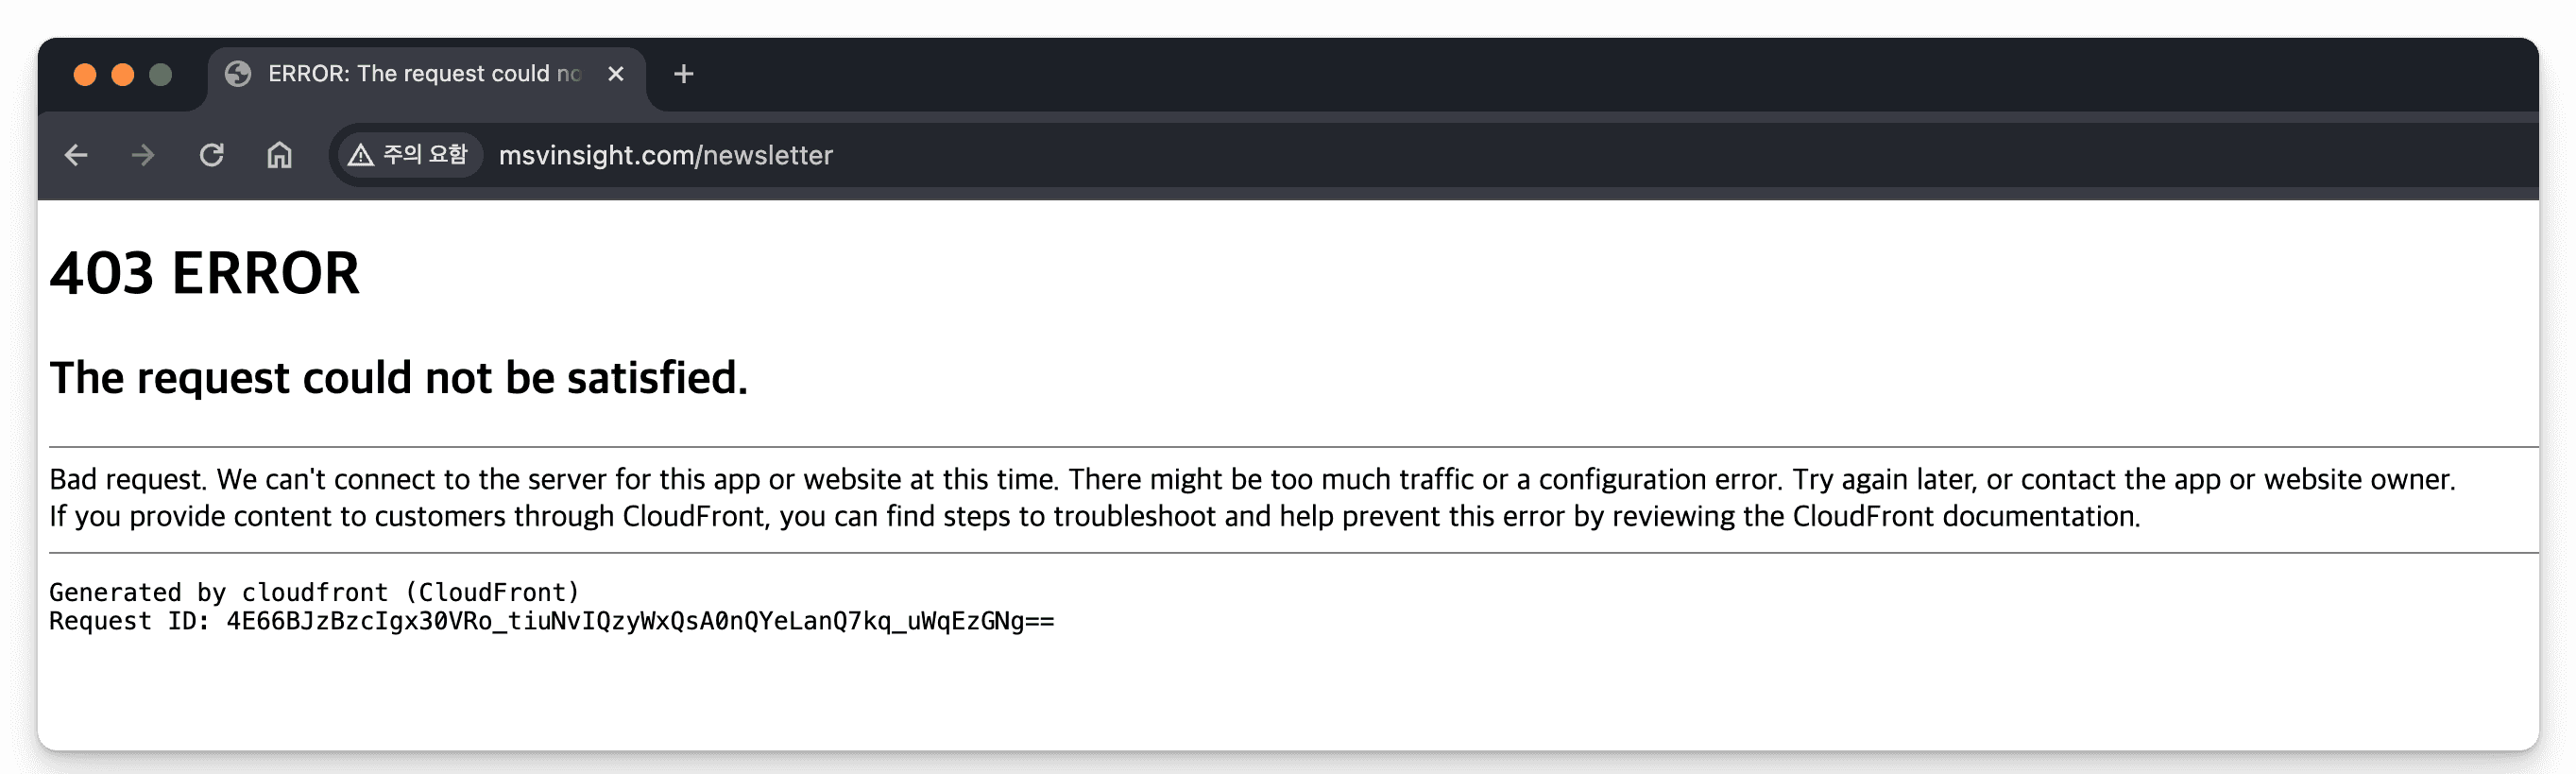 ERROR: The request could no
주의 요함 msvinsight.com/newsletter
403 ERROR
The request could not be satisfied.
Bad request. We can't connect to the server for this app or website at this time. There might be too much traffic or a configuration error. Try again later, or contact the app or website owner.
If you provide content to customers through CloudFront, you can find steps to troubleshoot and help prevent this error by reviewing the CloudFront documentation.
Generated by cloudfront (CloudFront)
Request ID: 4E66BJzBzcIgx30VRo_tiuNvIQzyWxQsA0nQYeLanQ7kq_uWqEzGNg==